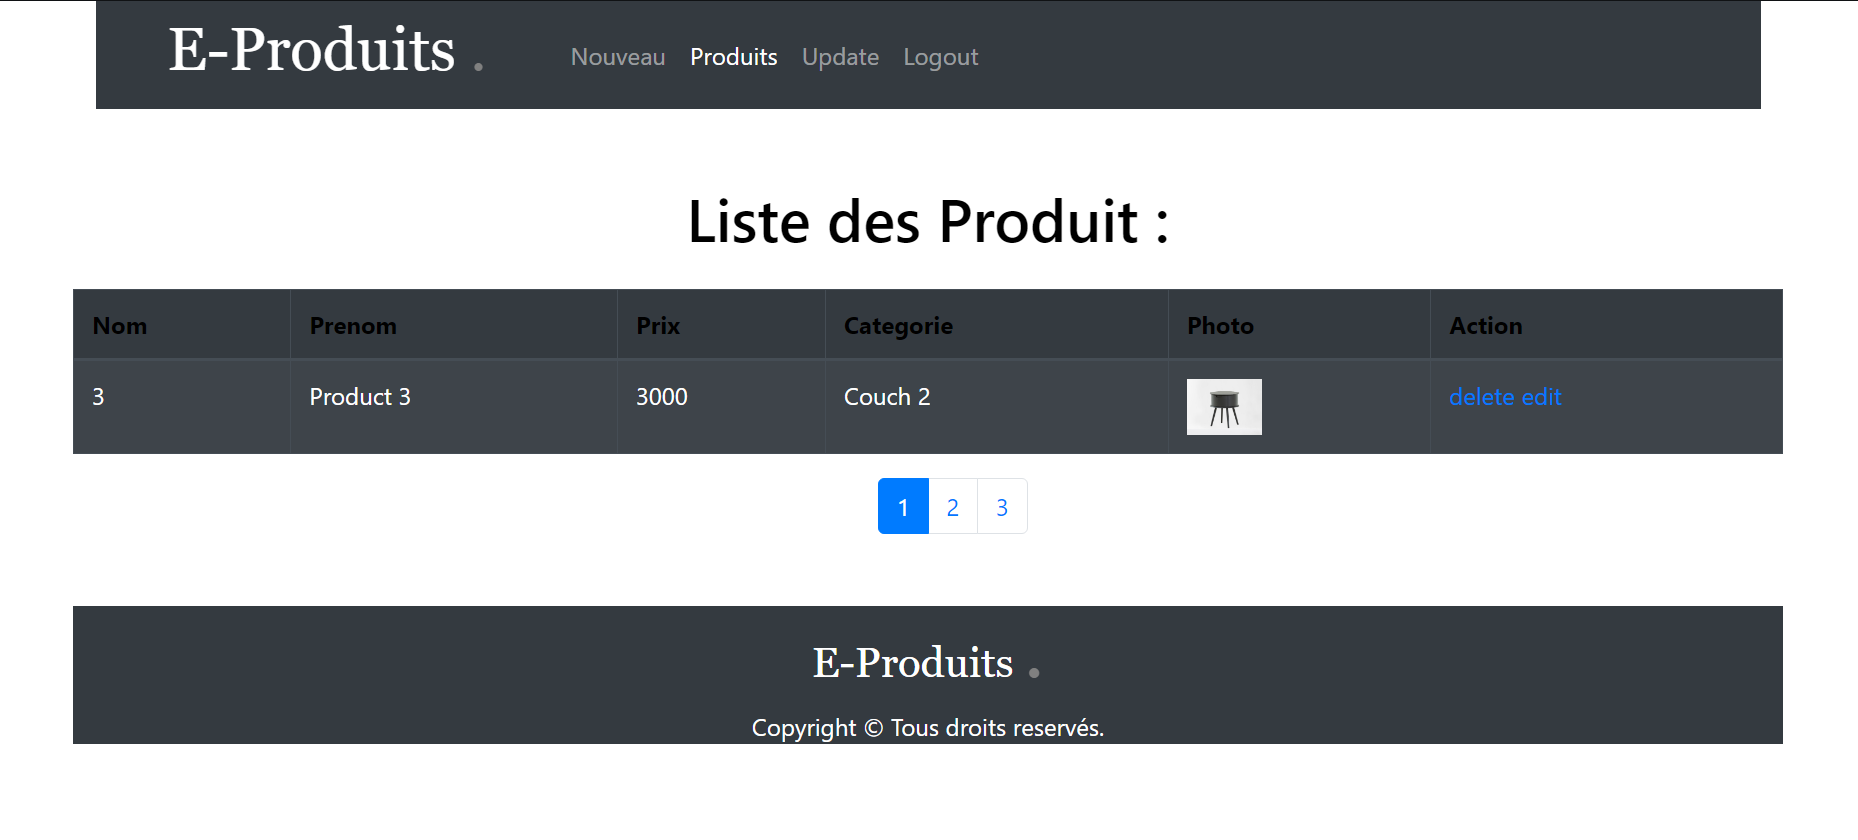 E-Produits .
Nouveau Produits Update Logout
Liste des Produit :
Nom Prenom Prix Categorie Photo Action
3 Product 3 3000 Couch 2 delete edit
1 2 3
E-Produits .
Copyright © Tous droits reservés.